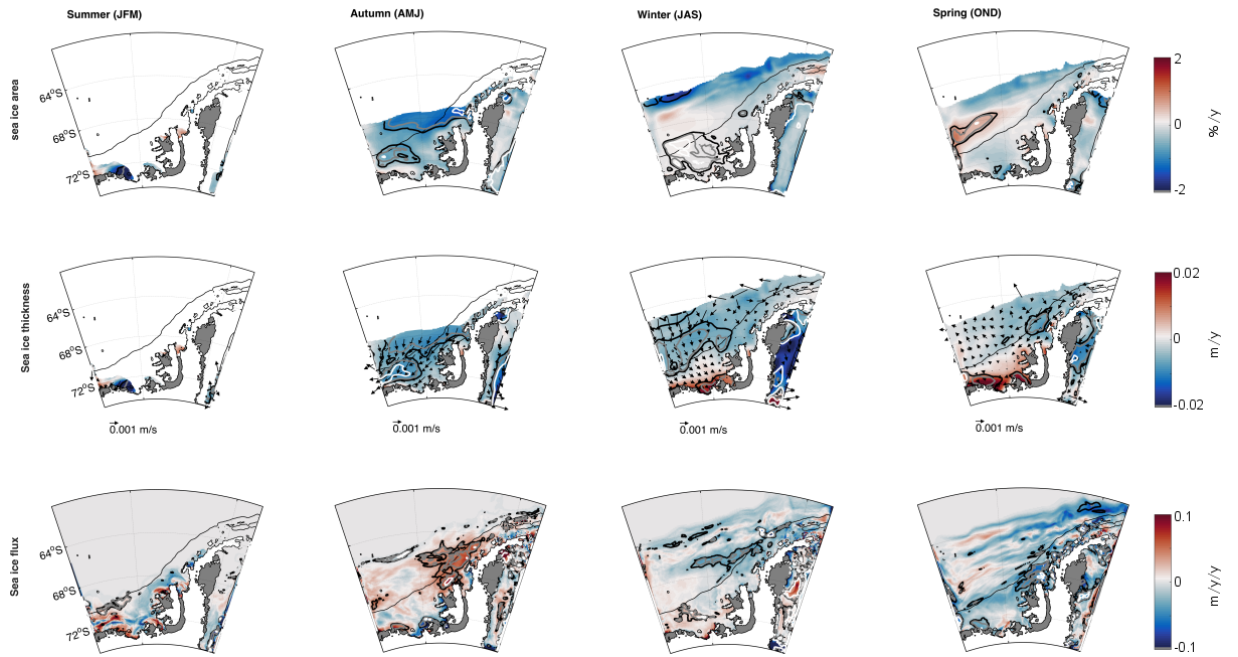 Summer (JFM)
Autumn (AMJ)
Winter (JAS)
Spring (OND)
sea ice area
64°S
68°S
72°S
2
0
-2
% / y
Sea ice thickness
64°S
68°S
72°S
0.02
0
-0.02
m / y
0.001 m/s
0.001 m/s
0.001 m/s
0.001 m/s
Sea ice flux
64°S
68°S
72°S
0.1
0
-0.1
m / y / y